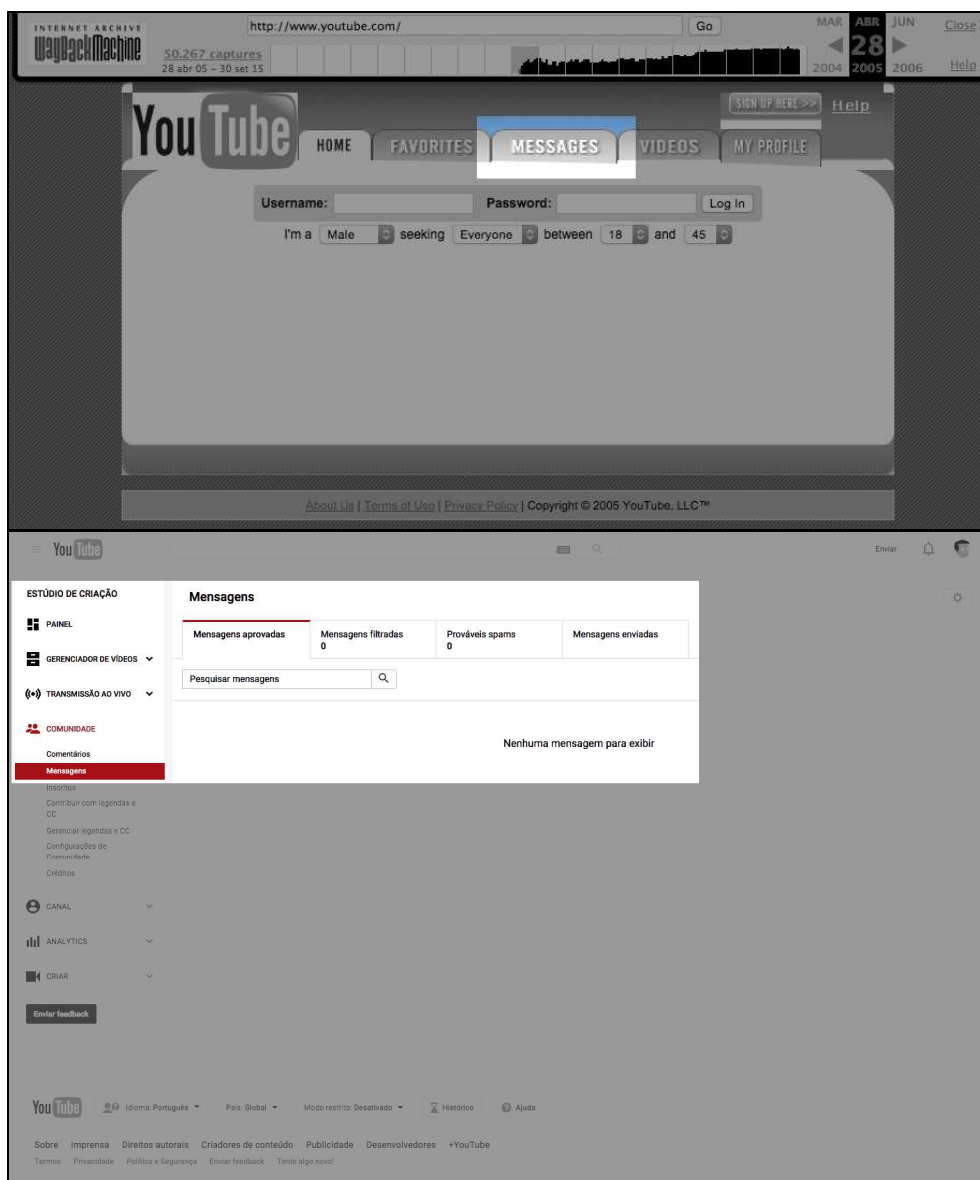 INTERNET ARCHIVE
WayBackMachine
http://www.youtube.com/ Go
50.267 captures
28 abr 05 - 30 set 15
MAR ABR JUN
28
2004 2005 2006
Close
Help
YouTube
SIGN UP HERE >> Help
HOME FAVORITES MESSAGES VIDEOS MY PROFILE
Username: Password: Log In
I'm a Male seeking Everyone between 18 and 45
About Us | Terms of Use | Privacy Policy | Copyright © 2005 YouTube, LLC™
YouTube Enviar
ESTÚDIO DE CRIAÇÃO
PAINEL
GERENCIADOR DE VÍDEOS
TRANSMISSÃO AO VIVO
COMUNIDADE
Comentários
Mensagens
Inscritos
Contribuir com legendas e
CC
Gerenciar legendas e CC
Configurações de
Comunidade
Créditos
CANAL
ANALYTICS
CRIAR
Enviar feedback
Mensagens
Mensagens aprovadas Mensagens filtradas Prováveis spams Mensagens enviadas
0 0
Pesquisar mensagens
Nenhuma mensagem para exibir
YouTube Idioma: Português País: Global Modo restrito: Desativado Histórico Ajuda
Sobre Imprensa Direitos autorais Criadores de conteúdo Publicidade Desenvolvedores +YouTube
Termos Privacidade Política e Segurança Enviar feedback Tente algo novo!